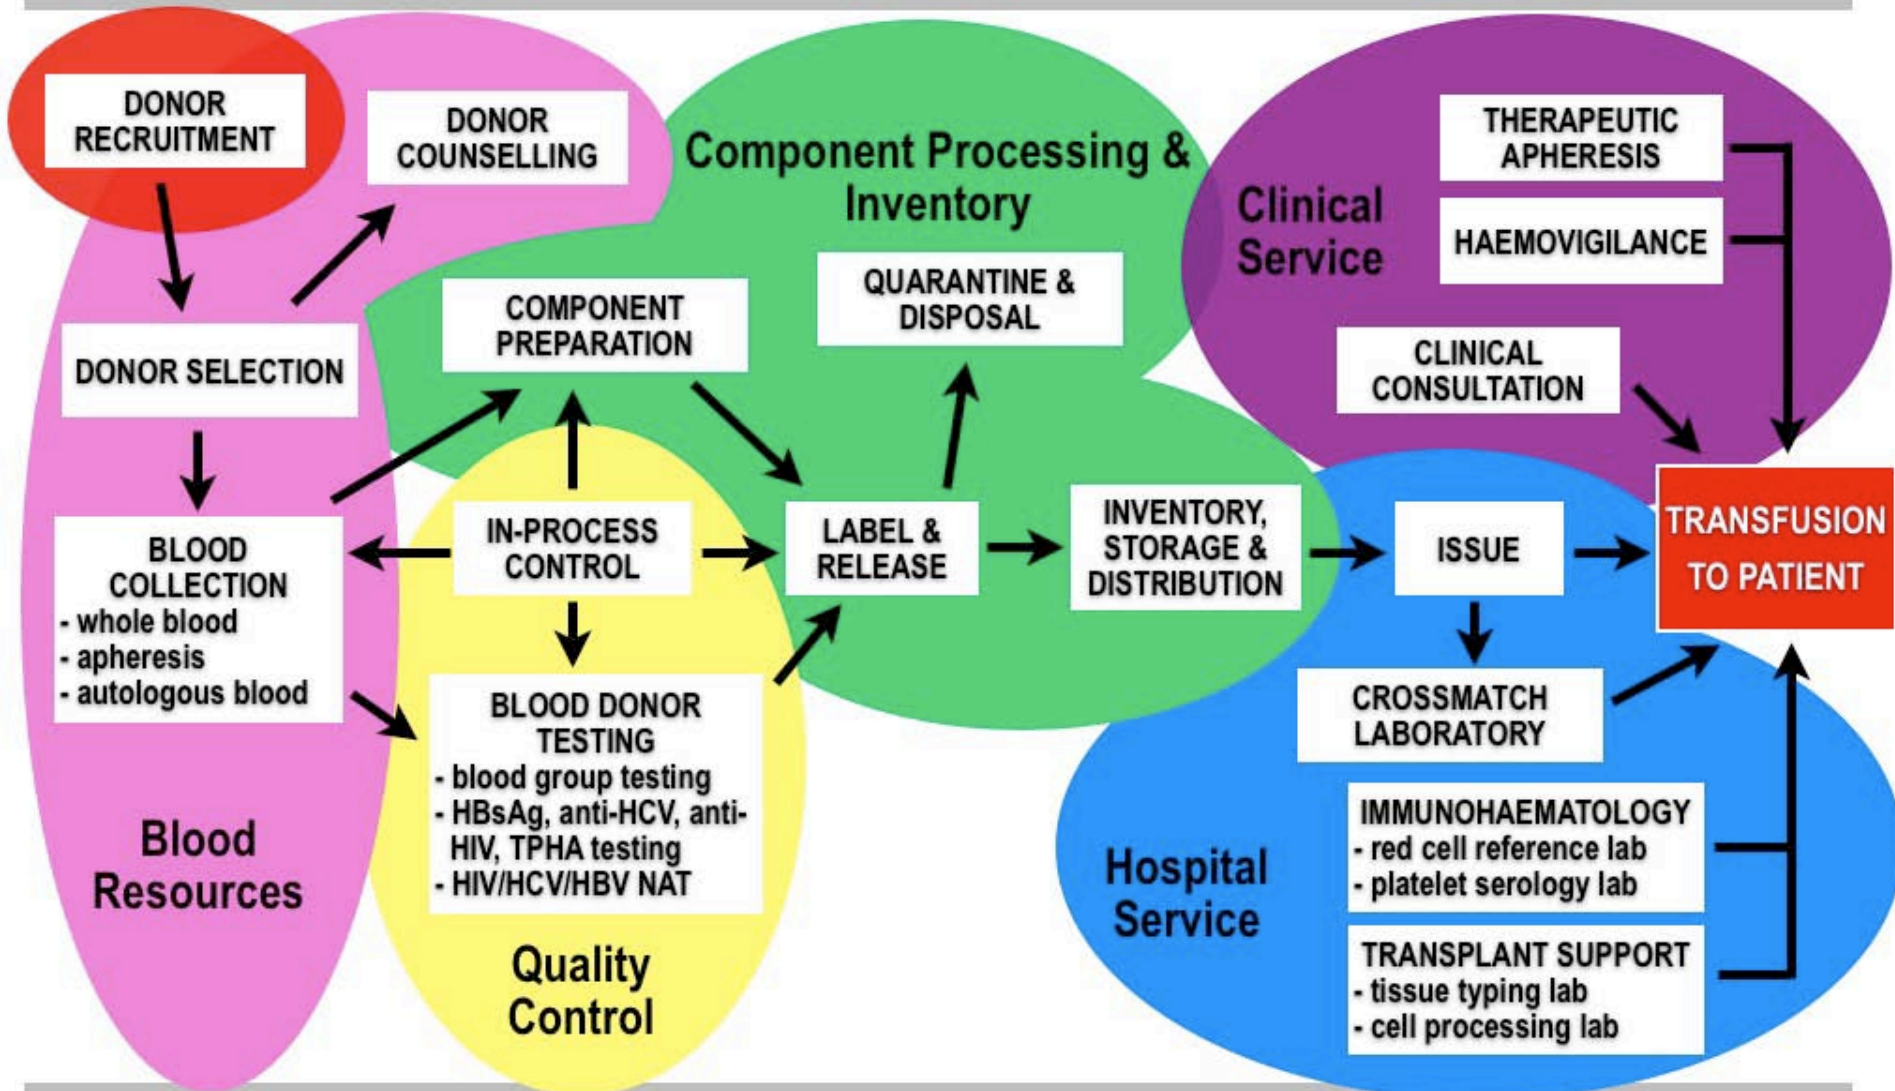 DONOR
RECRUITMENT
DONOR
COUNSELLING
DONOR SELECTION
BLOOD
COLLECTION
- whole blood
- apheresis
- autologous blood
Blood
Resources
Component Processing &
Inventory
COMPONENT
PREPARATION
QUARANTINE &
DISPOSAL
IN-PROCESS
CONTROL
LABEL &
RELEASE
INVENTORY,
STORAGE &
DISTRIBUTION
BLOOD DONOR
TESTING
- blood group testing
- HBsAg, anti-HCV, anti-
HIV, TPHA testing
- HIV/HCV/HBV NAT
Quality
Control
Clinical
Service
THERAPEUTIC
APHERESIS
HAEMOVIGILANCE
CLINICAL
CONSULTATION
ISSUE
TRANSFUSION
TO PATIENT
CROSSMATCH
LABORATORY
Hospital
Service
IMMUNOHAEMATOLOGY
- red cell reference lab
- platelet serology lab
TRANSPLANT SUPPORT
- tissue typing lab
- cell processing lab